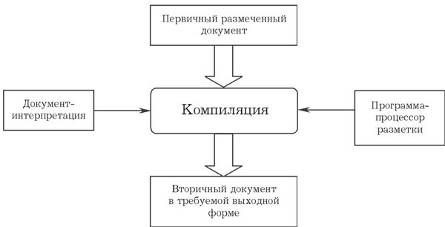 Первичный размеченный
документ
Документ-
интерпретация
Компиляция
Программа-
процессор
разметки
Вторичный документ
в требуемой выходной
форме